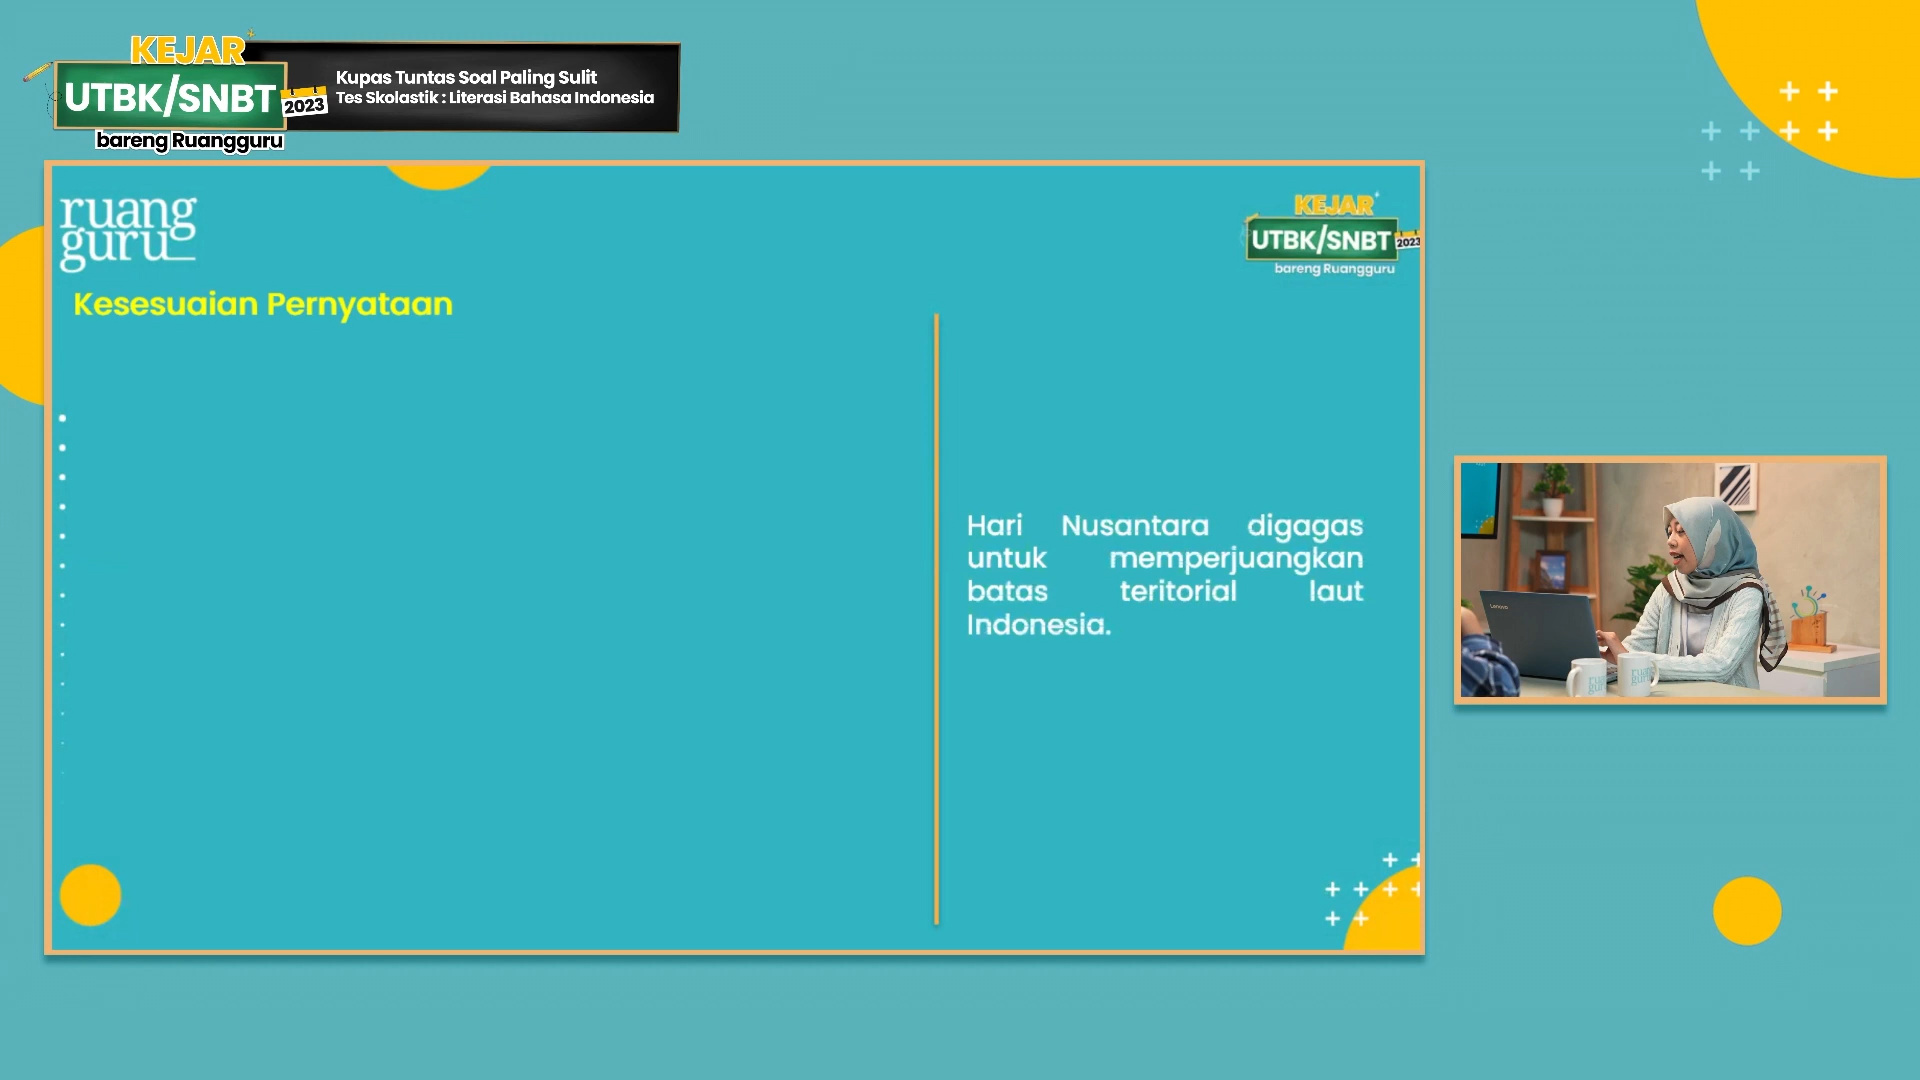 KEJAR
UTBK/SNBT
2023
bareng Ruangguru
Kupas Tuntas Soal Paling Sulit
Tes Skolastik : Literasi Bahasa Indonesia
ruang
guru
KEJAR
UTBK/SNBT
2023
bareng Ruangguru
Kesesuaian Pernyataan
Hari Nusantara digagas
untuk memperjuangkan
batas teritorial laut
Indonesia.
Lenovo